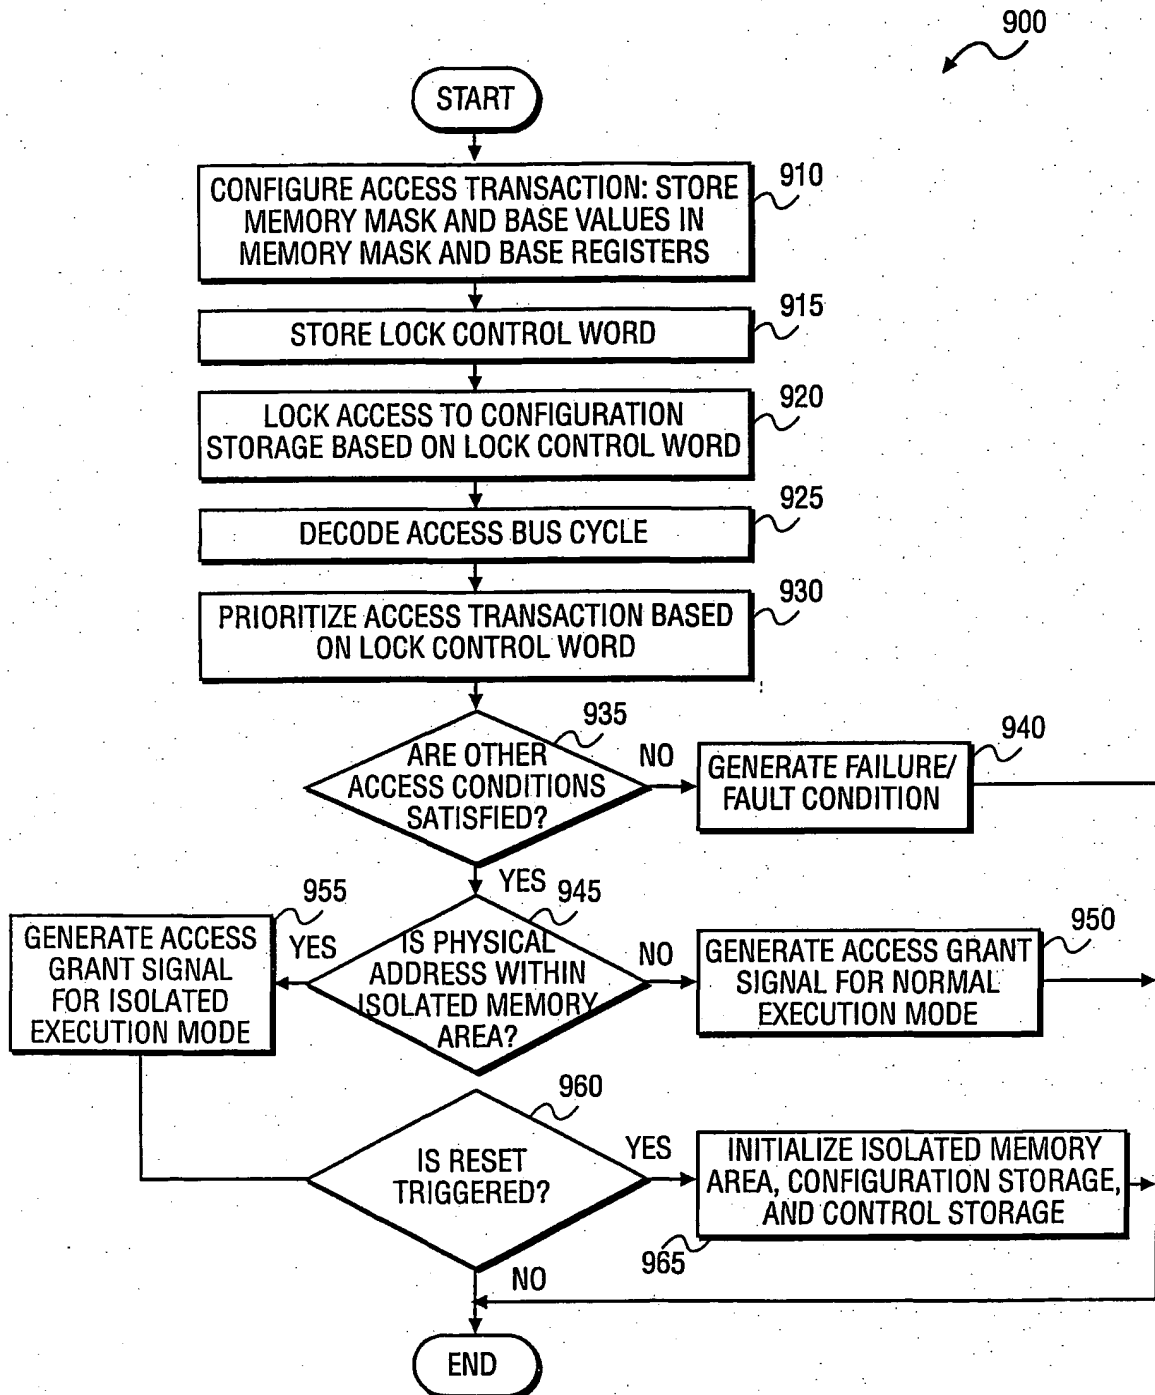 900
START
CONFIGURE ACCESS TRANSACTION: STORE
MEMORY MASK AND BASE VALUES IN
MEMORY MASK AND BASE REGISTERS
910
STORE LOCK CONTROL WORD
915
LOCK ACCESS TO CONFIGURATION
STORAGE BASED ON LOCK CONTROL WORD
920
DECODE ACCESS BUS CYCLE
925
PRIORITIZE ACCESS TRANSACTION BASED
ON LOCK CONTROL WORD
930
ARE OTHER
ACCESS CONDITIONS
SATISFIED?
935
NO
GENERATE FAILURE/
FAULT CONDITION
940
YES
IS PHYSICAL
ADDRESS WITHIN
ISOLATED MEMORY
AREA?
945
YES
GENERATE ACCESS
GRANT SIGNAL
FOR ISOLATED
EXECUTION MODE
955
NO
GENERATE ACCESS GRANT
SIGNAL FOR NORMAL
EXECUTION MODE
950
IS RESET
TRIGGERED?
960
YES
INITIALIZE ISOLATED MEMORY
AREA, CONFIGURATION STORAGE,
AND CONTROL STORAGE
965
NO
END